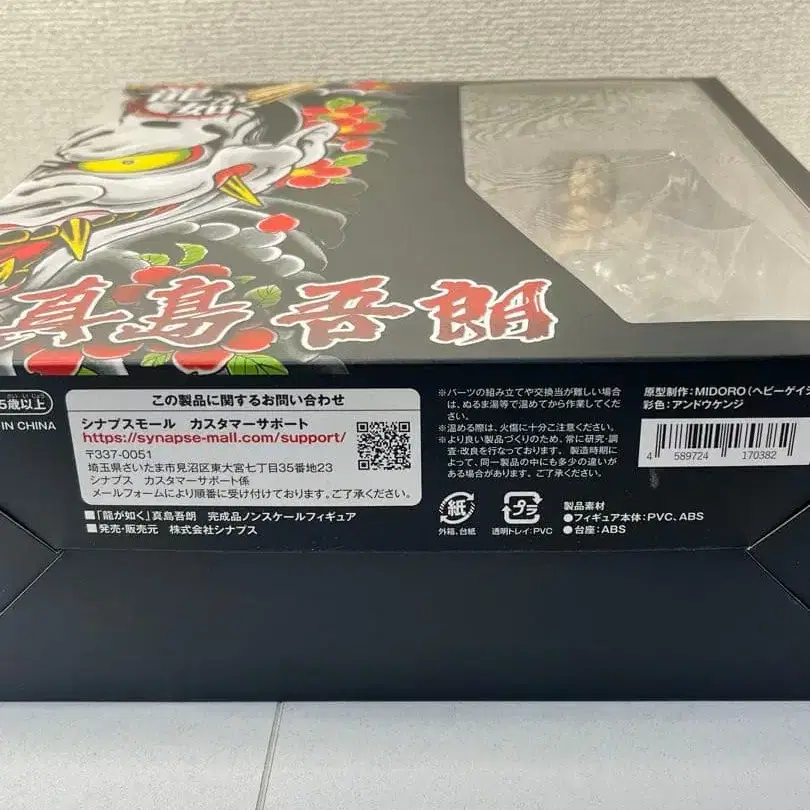 龍が如く
真島 吾朗
5歳以上
IN CHINA
この製品に関するお問い合わせ
シナプスモール カスタマーサポート
https://synapse-mall.com/support/
〒337-0051
埼玉県さいたま市見沼区東大宮七丁目35番地23
シナプス カスタマーサポート係
メールフォームにより順番に受け付けております。ご了承ください。
■「龍が如く」真島吾朗 完成品ノンスケールフィギュア
■発売・販売元 株式会社シナプス
※パーツの組み立てや交換当が難しい場合
は、ぬるま湯等で温めてから作業してくだ
さい。
※温める際は、火傷に十分ご注意ください。
※より良い製品づくりのため、常に研究・調
査・改良を行っております。製造時期に
よって、同一製品の中にも多少の違いが
ある場合があります。ご了承ください。
紙
外箱、台紙
プラ
透明トレイ:PVC
製品素材
●フィギュア本体:PVC、ABS
●台座:ABS
原型制作:MIDORO(ヘビーゲイジ
彩色:アンドウケンジ
4 589724 170382